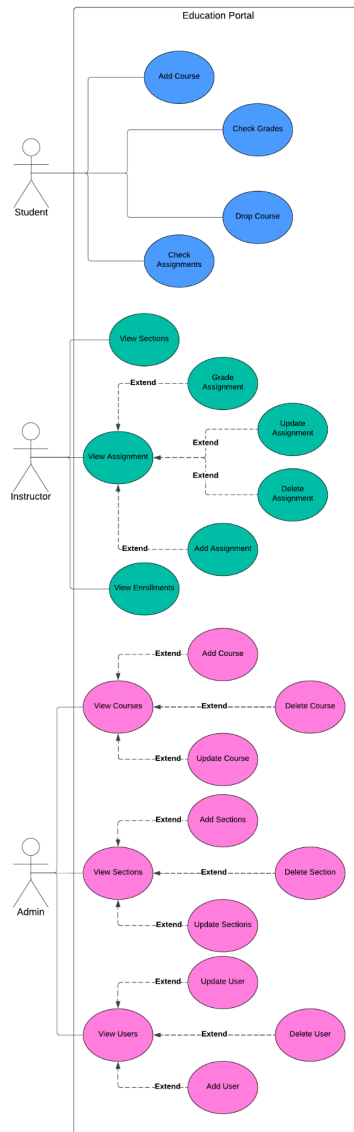 Education Portal
Add Course
Check Grades
Student
Drop Course
Check
Assignments
View Sections
Extend
Grade
Assignment
Update
Assignment
Extend
View Assignment
Instructor
Extend
Delete
Assignment
Extend
Add Assignment
View Enrollments
Extend
Add Course
View Courses
Extend
Delete Course
Extend
Update Course
Extend
Add Sections
View Sections
Extend
Delete Section
Admin
Extend
Update Sections
Extend
Update User
View Users
Extend
Delete User
Extend
Add User